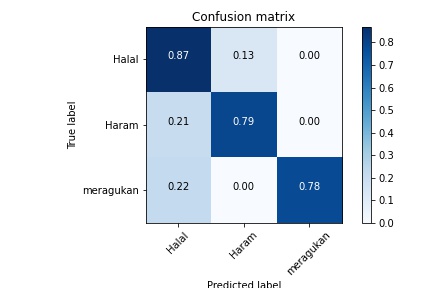 Confusion matrix
Halal 0.87 0.13 0.00
Haram 0.21 0.79 0.00
meragukan 0.22 0.00 0.78
True label
Halal Haram meragukan
Predicted label
0.8
0.7
0.6
0.5
0.4
0.3
0.2
0.1
0.0